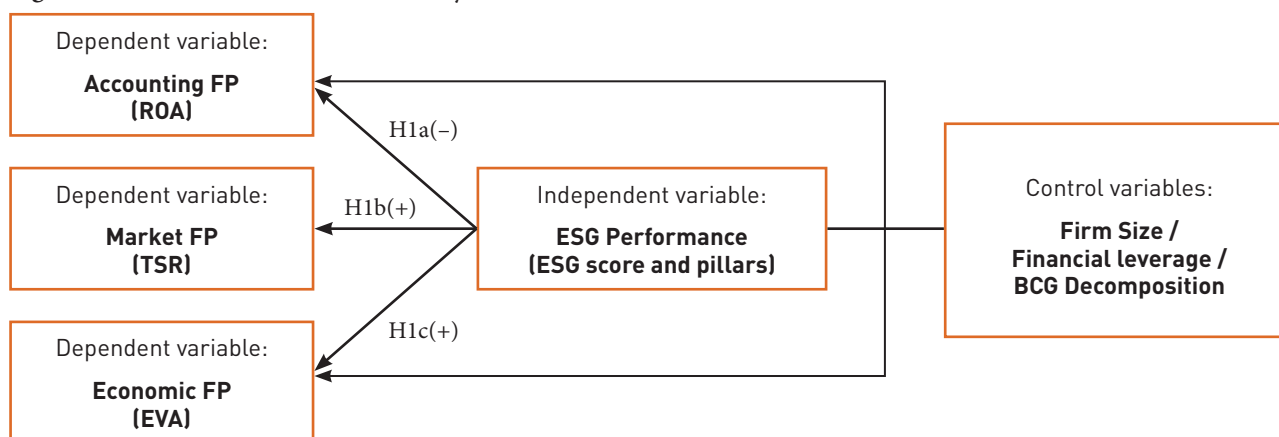 Dependent variable:
Accounting FP
(ROA)
H1a(–)
Dependent variable:
Market FP
(TSR)
H1b(+)
Independent variable:
ESG Performance
(ESG score and pillars)
Control variables:
Firm Size /
Financial leverage /
BCG Decomposition
H1c(+)
Dependent variable:
Economic FP
(EVA)